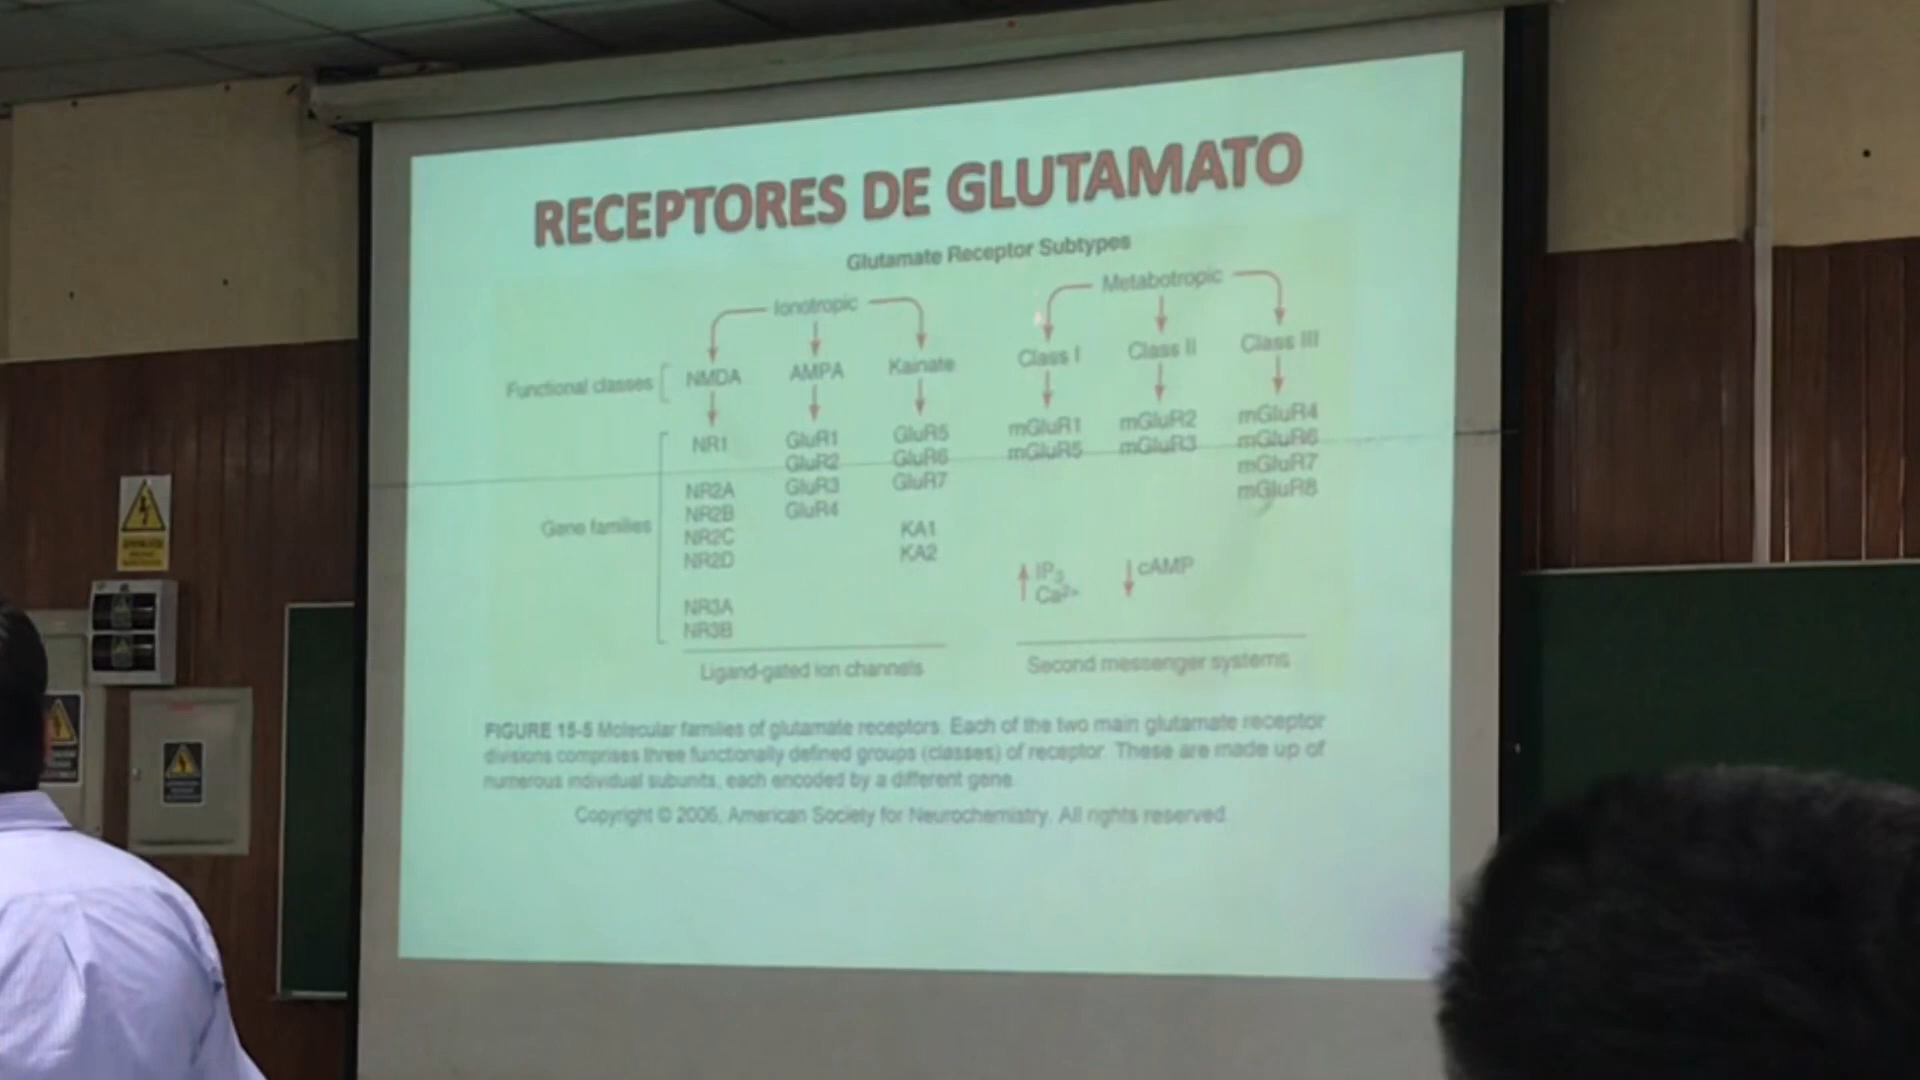 RECEPTORES DE GLUTAMATO
Glutamate Receptor Subtypes
Ionotropic Metabotropic
Functional classes NMDA AMPA Kainate Class I Class II Class III
Gene families
NR1
NR2A
NR2B
NR2C
NR2D
NR3A
NR3B
GluR1
GluR2
GluR3
GluR4
GluR5
GluR6
GluR7
KA1
KA2
mGluR1
mGluR5
mGluR2
mGluR3
mGluR4
mGluR6
mGluR7
mGluR8
IP3
Ca2+
cAMP
Ligand-gated ion channels Second messenger systems
FIGURE 15-5 Molecular families of glutamate receptors. Each of the two main glutamate receptor
divisions comprises three functionally defined groups (classes) of receptor. These are made up of
numerous individual subunits, each encoded by a different gene.
Copyright © 2006, American Society for Neurochemistry. All rights reserved.